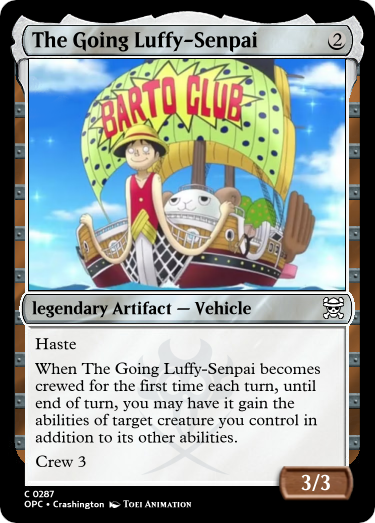 The Going Luffy-Senpai 2
BARTO CLUB
legendary Artifact — Vehicle
Haste
When The Going Luffy-Senpai becomes
crewed for the first time each turn, until
end of turn, you may have it gain the
abilities of target creature you control in
addition to its other abilities.
Crew 3
3/3
C 0287
OPC • Crashington TOEI ANIMATION